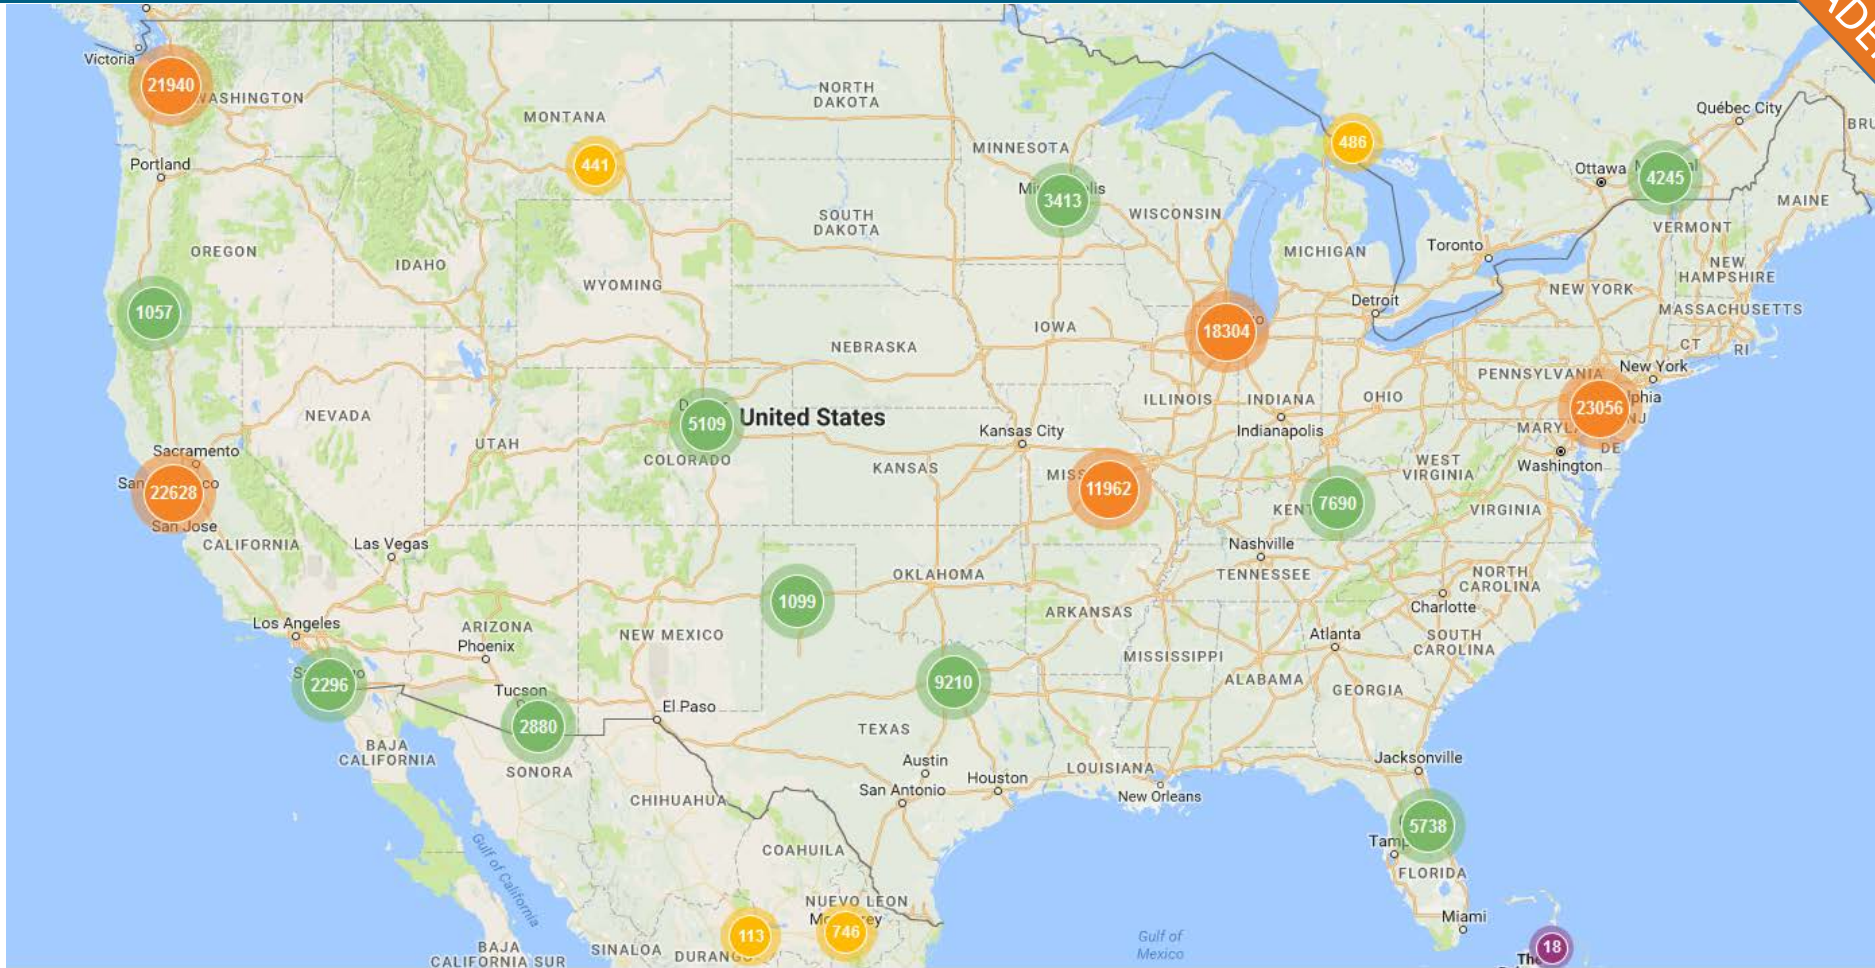 Victoria
21940
WASHINGTON
NORTH
DAKOTA
MONTANA
Québec City
Portland
441
MINNESOTA
486
Ottawa
4245
3413
MAINE
SOUTH
DAKOTA
WISCONSIN
VERMONT
OREGON
IDAHO
MICHIGAN
Toronto
NEW
HAMPSHIRE
WYOMING
NEW YORK
Detroit
MASSACHUSETTS
1057
IOWA
18304
NEBRASKA
CT
RI
New York
PENNSYLVANIA
ILLINOIS
INDIANA
OHIO
23056
NJ
NEVADA
5109
United States
Kansas City
Indianapolis
UTAH
DE
Sacramento
COLORADO
KANSAS
WEST
VIRGINIA
Washington
22628
11962
7690
San Jose
VIRGINIA
CALIFORNIA
Las Vegas
Nashville
OKLAHOMA
TENNESSEE
NORTH
CAROLINA
1099
ARKANSAS
Charlotte
Los Angeles
ARIZONA
NEW MEXICO
Phoenix
Atlanta
SOUTH
CAROLINA
MISSISSIPPI
2296
9210
ALABAMA
GEORGIA
Tucson
El Paso
2880
TEXAS
BAJA
CALIFORNIA
SONORA
Austin
Houston
LOUISIANA
Jacksonville
San Antonio
New Orleans
CHIHUAHUA
5738
COAHUILA
Gulf of California
FLORIDA
NUEVO LEON
Miami
113
746
Gulf of
Mexico
18
BAJA
CALIFORNIA SUR
SINALOA